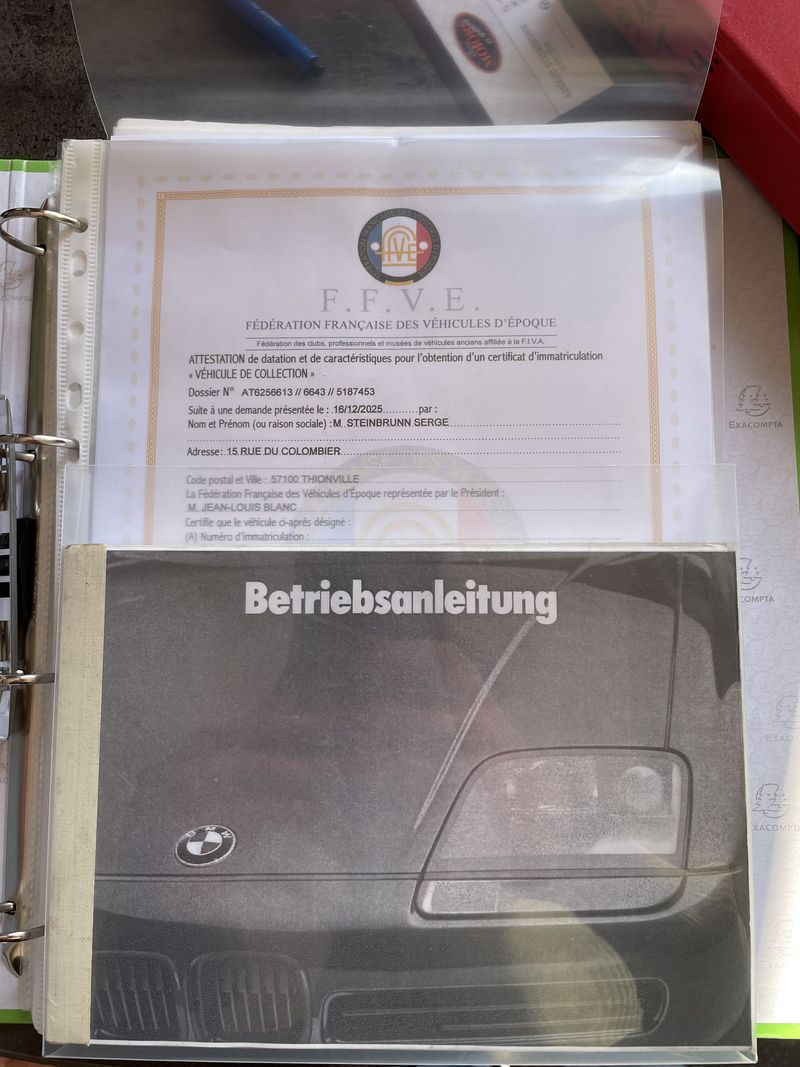 MOTORS
F.F.V.E.
FÉDÉRATION FRANÇAISE DES VÉHICULES D'ÉPOQUE
Fédération des clubs, professionnels et musées de véhicules anciens affiliée à la F.I.V.A.
ATTESTATION de datation et de caractéristiques pour l'obtention d'un certificat d'immatriculation
« VÉHICULE DE COLLECTION »
Dossier N° AT6256613 // 6643 // 5187453
Suite à une demande présentée le : 16/12/2025 par :
Nom et Prénom (ou raison sociale) : M. STEINBRUNN SERGE
Adresse : 15 RUE DU COLOMBIER
Code postal et Ville : 57100 THIONVILLE
La Fédération Française des Véhicules d'Époque représentée par le Président :
M. JEAN-LOUIS BLANC
Certifie que le véhicule ci-après désigné :
(A) Numéro d'immatriculation :
Betriebsanleitung
BMW
EXACOMPTA
EXACOMPTA